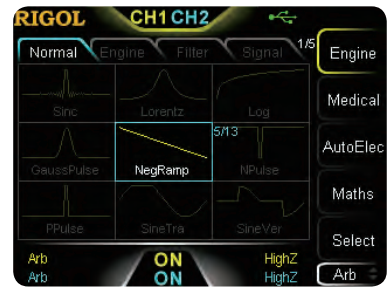 RIGOL CH1 CH2
Normal Engine Filter Signal 1/5 Engine
Sinc Lorentz Log
Medical
5/13
AutoElec
GaussPulse NegRamp NPulse
Maths
PPulse SineTra SineVer
Select
Arb ON HighZ
Arb ON HighZ Arb